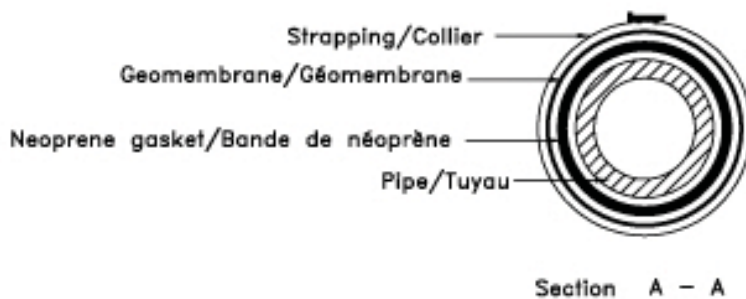 Strapping/Collier
Geomembrane/Géomembrane
Neoprene gasket/Bande de néoprène
Pipe/Tuyau
Section A - A